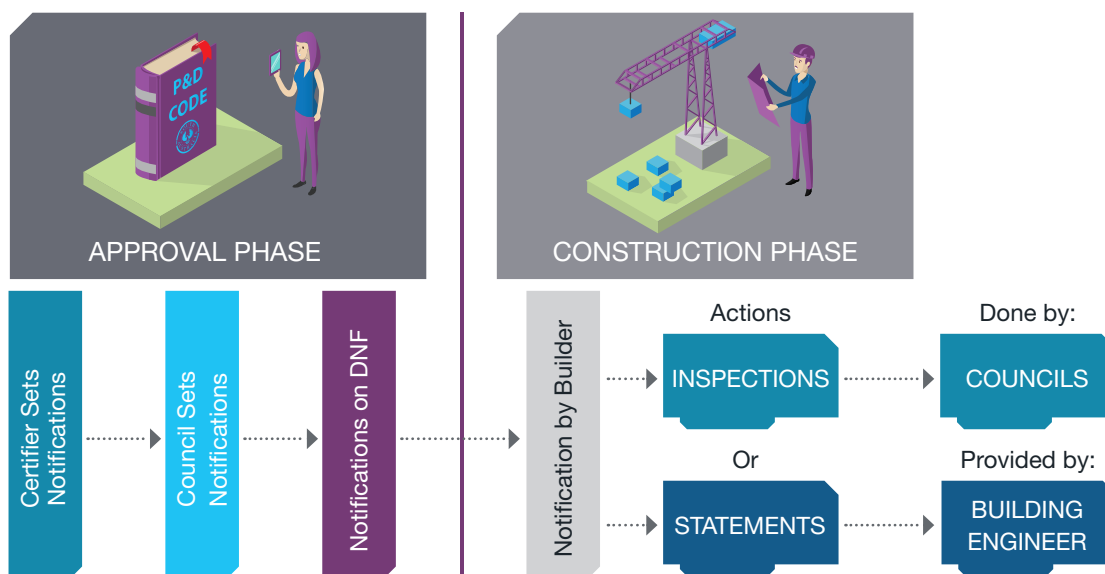 P&D
CODE
APPROVAL PHASE
CONSTRUCTION PHASE
Certifier Sets
Notifications
Council Sets
Notifications
Notifications on DNF
Notification by Builder
Actions
INSPECTIONS
Done by:
COUNCILS
Or
STATEMENTS
Provided by:
BUILDING
ENGINEER